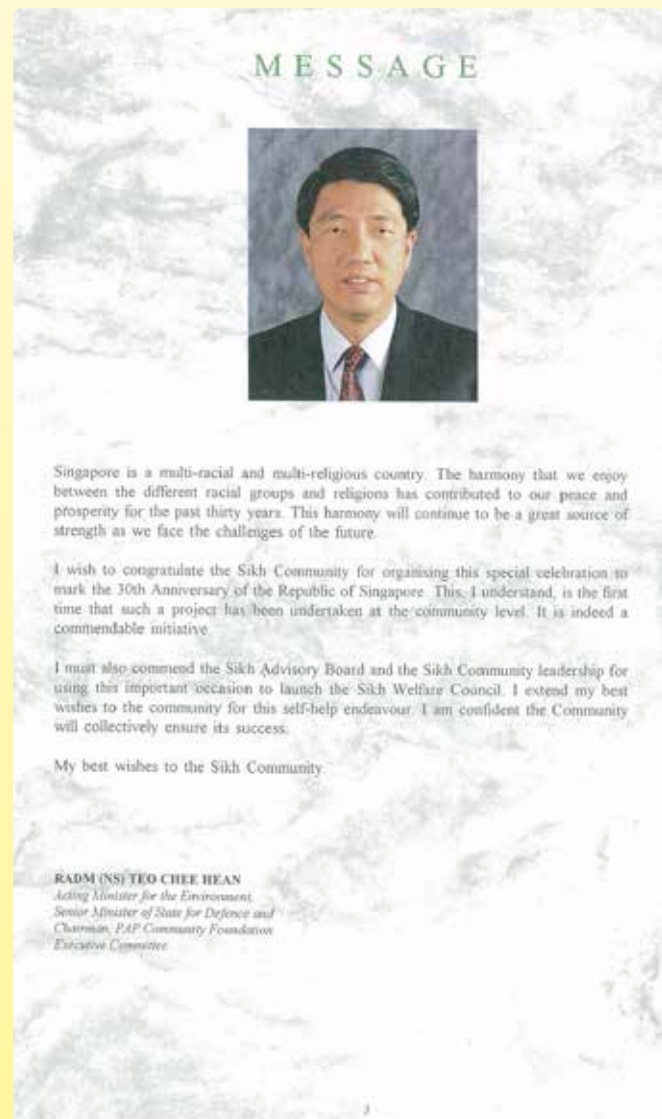 MESSAGE
Singapore is a multi-racial and multi-religious country. The harmony that we enjoy
between the different racial groups and religions has contributed to our peace and
prosperity for the past thirty years. This harmony will continue to be a great source of
strength as we face the challenges of the future.
I wish to congratulate the Sikh Community for organising this special celebration to
mark the 30th Anniversary of the Republic of Singapore. This, I understand, is the first
time that such a project has been undertaken at the community level. It is indeed a
commendable initiative.
I must also commend the Sikh Advisory Board and the Sikh Community leadership for
using this important occasion to launch the Sikh Welfare Council. I extend my best
wishes to the community for this self-help endeavour. I am confident the Community
will collectively ensure its success.
My best wishes to the Sikh Community.
RADM (NS) TEO CHEE HEAN
Acting Minister for the Environment,
Senior Minister of State for Defence and
Chairman, PAP Community Foundation
Executive Committee
3